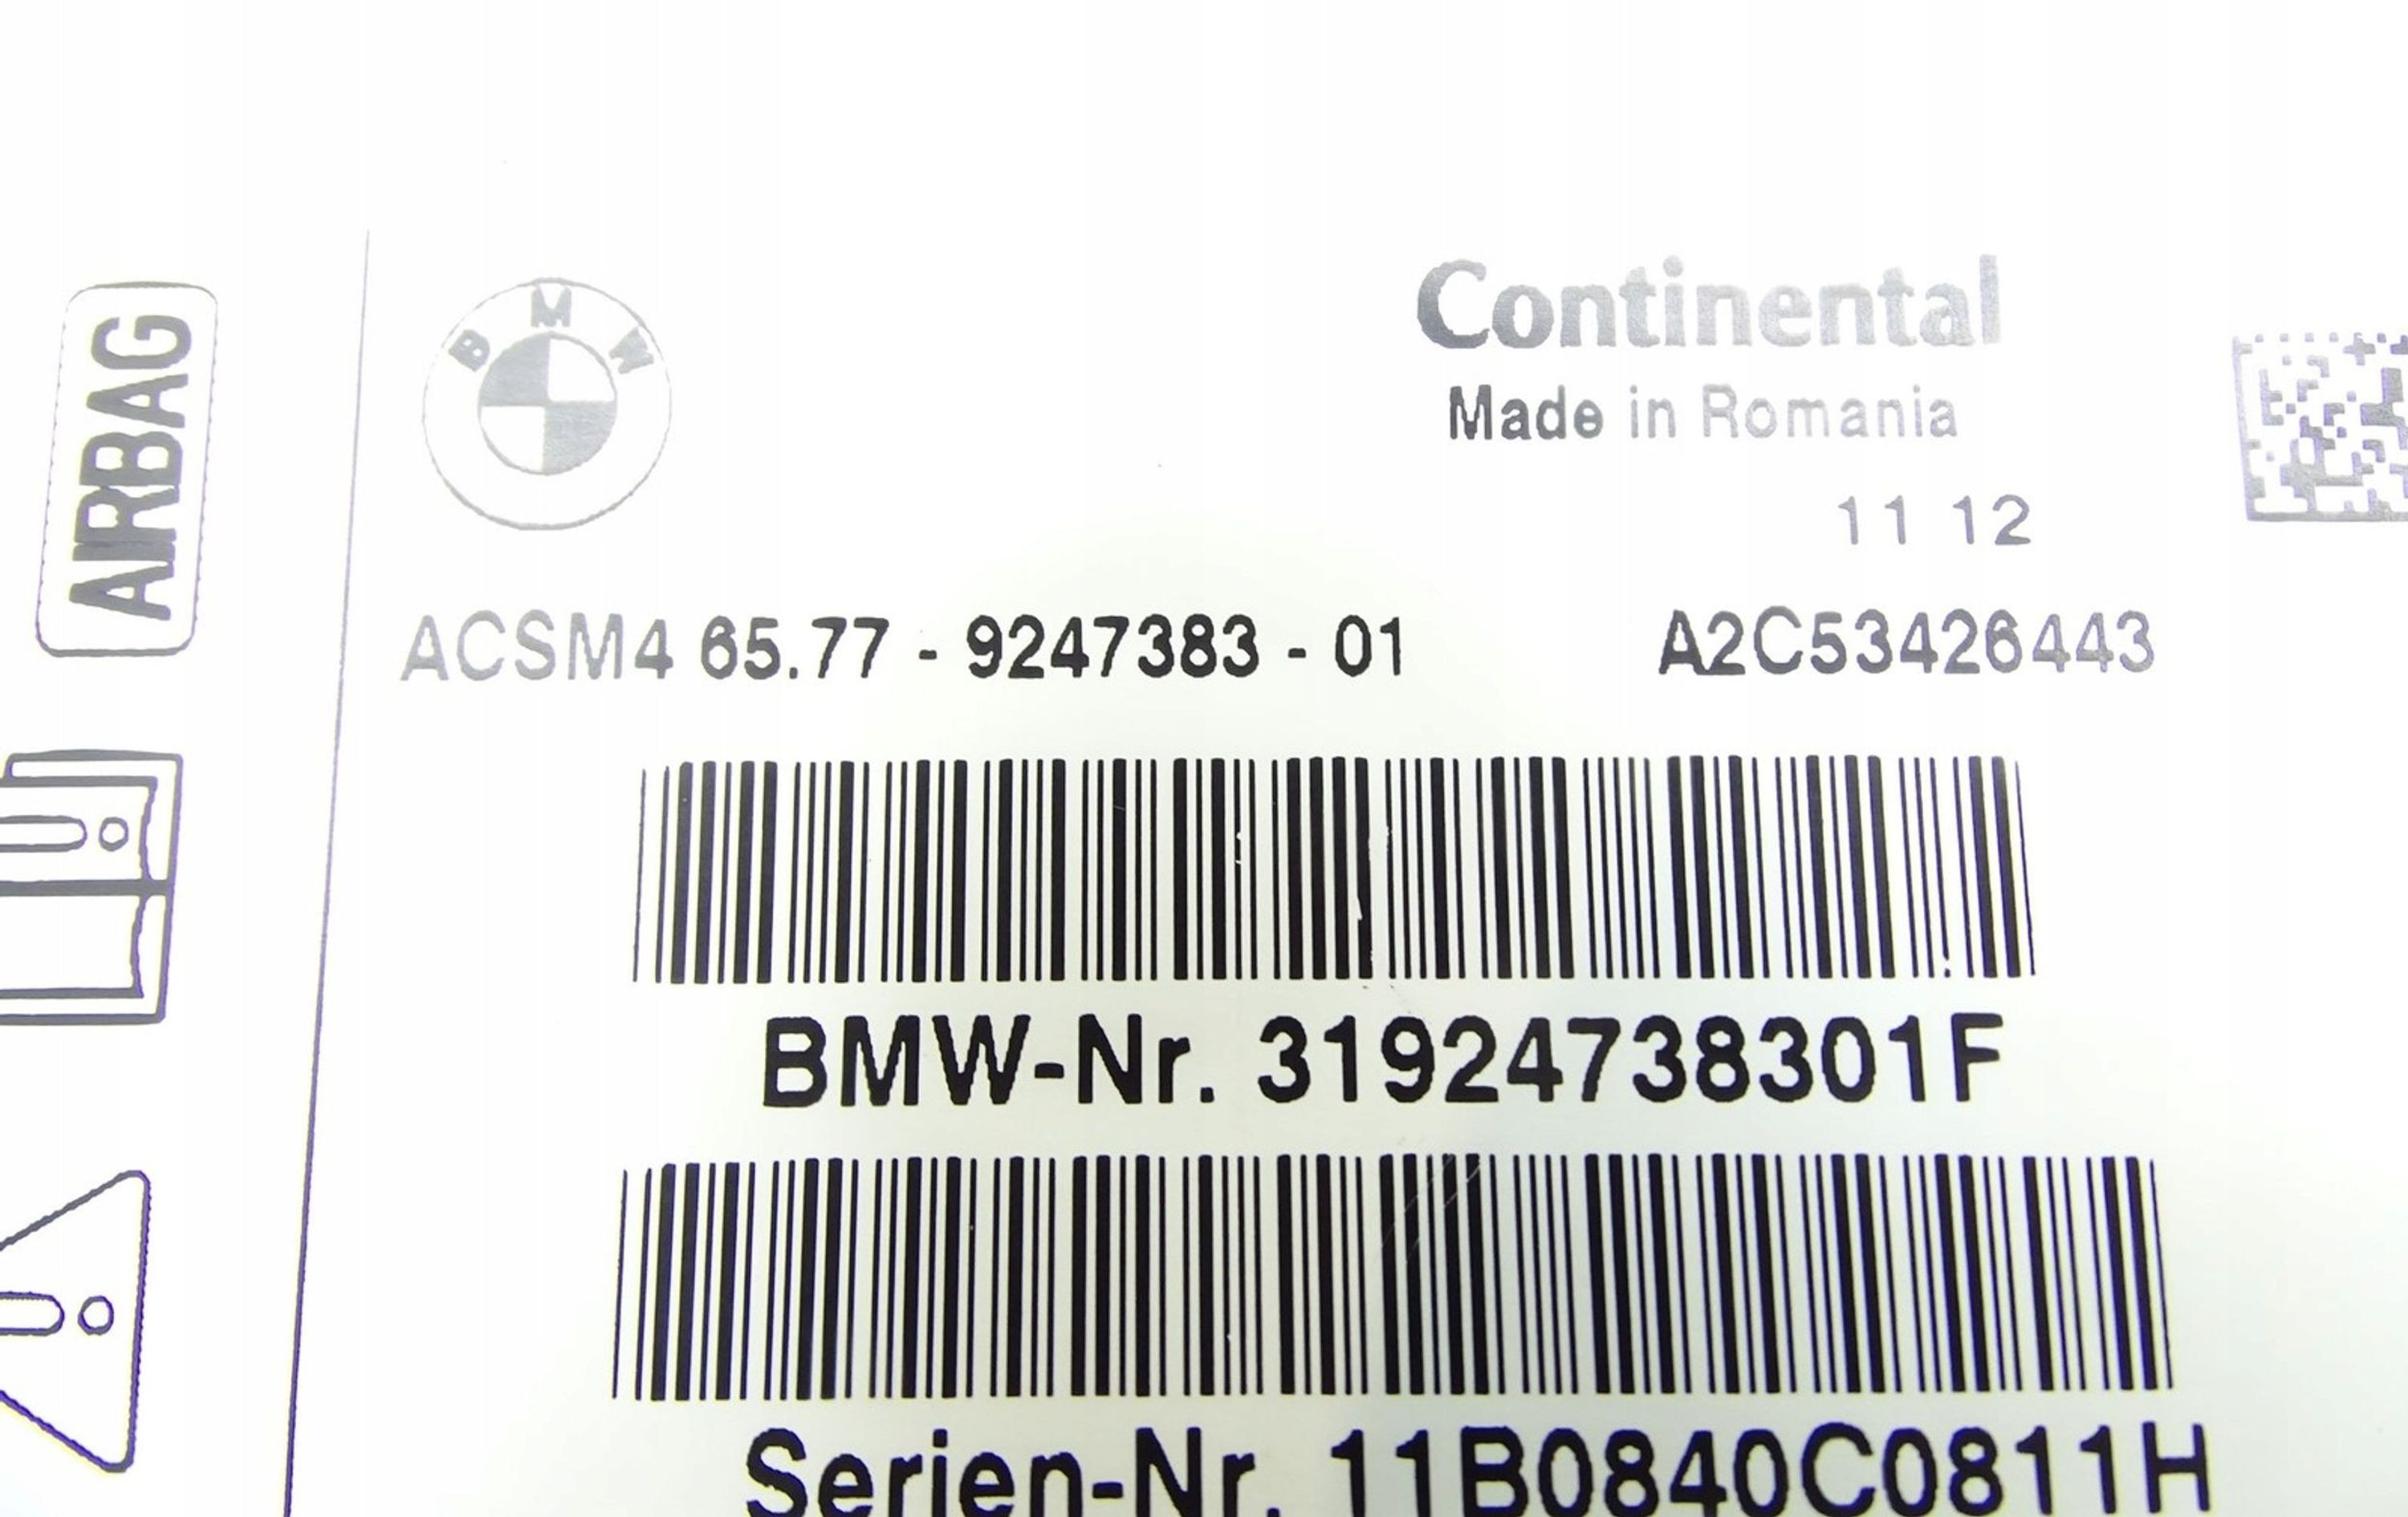 AIRBAG
BMW
Continental
Made in Romania
11 12
ACSM4 65.77 - 9247383 - 01 A2C53426443
BMW-Nr. 31924738301F
Serien-Nr. 11B0840C0811H